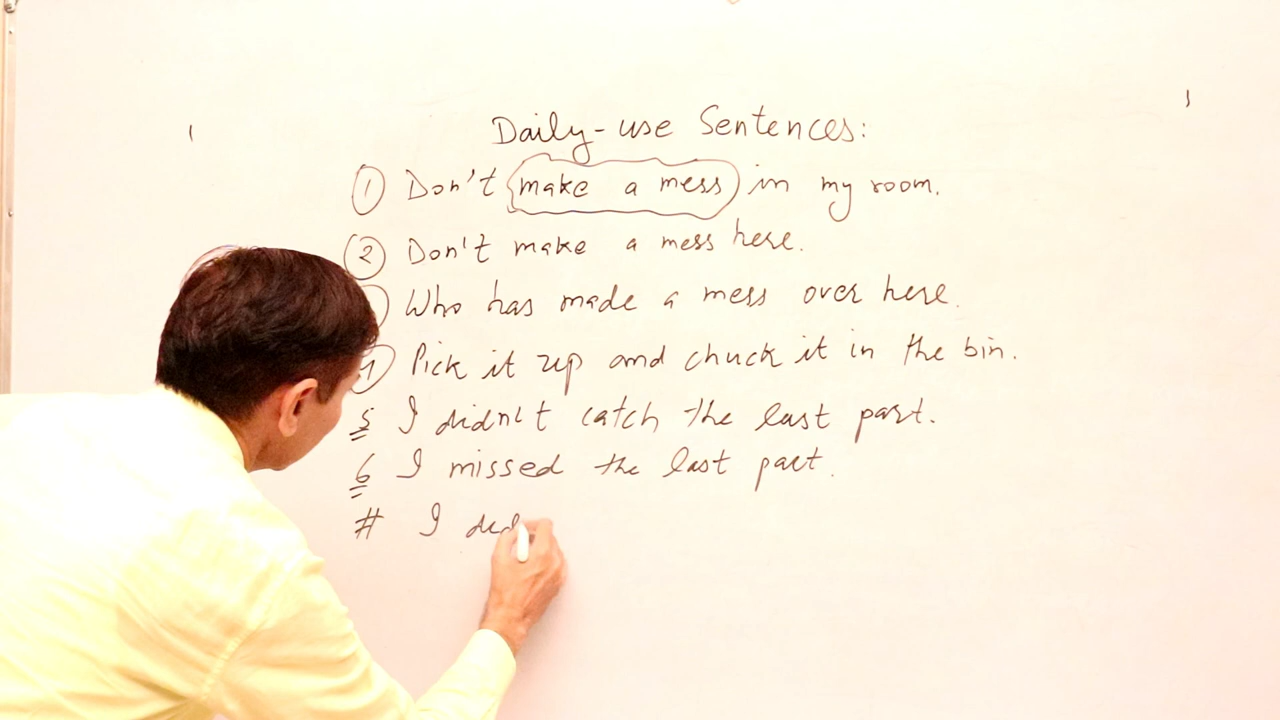 Daily-use Sentences:
1 Don't make a mess in my room.
2 Don't make a mess here.
Who has made a mess over here.
4 Pick it up and chuck it in the bin.
5 I didn't catch the last part.
6 I missed the last part.
# I did